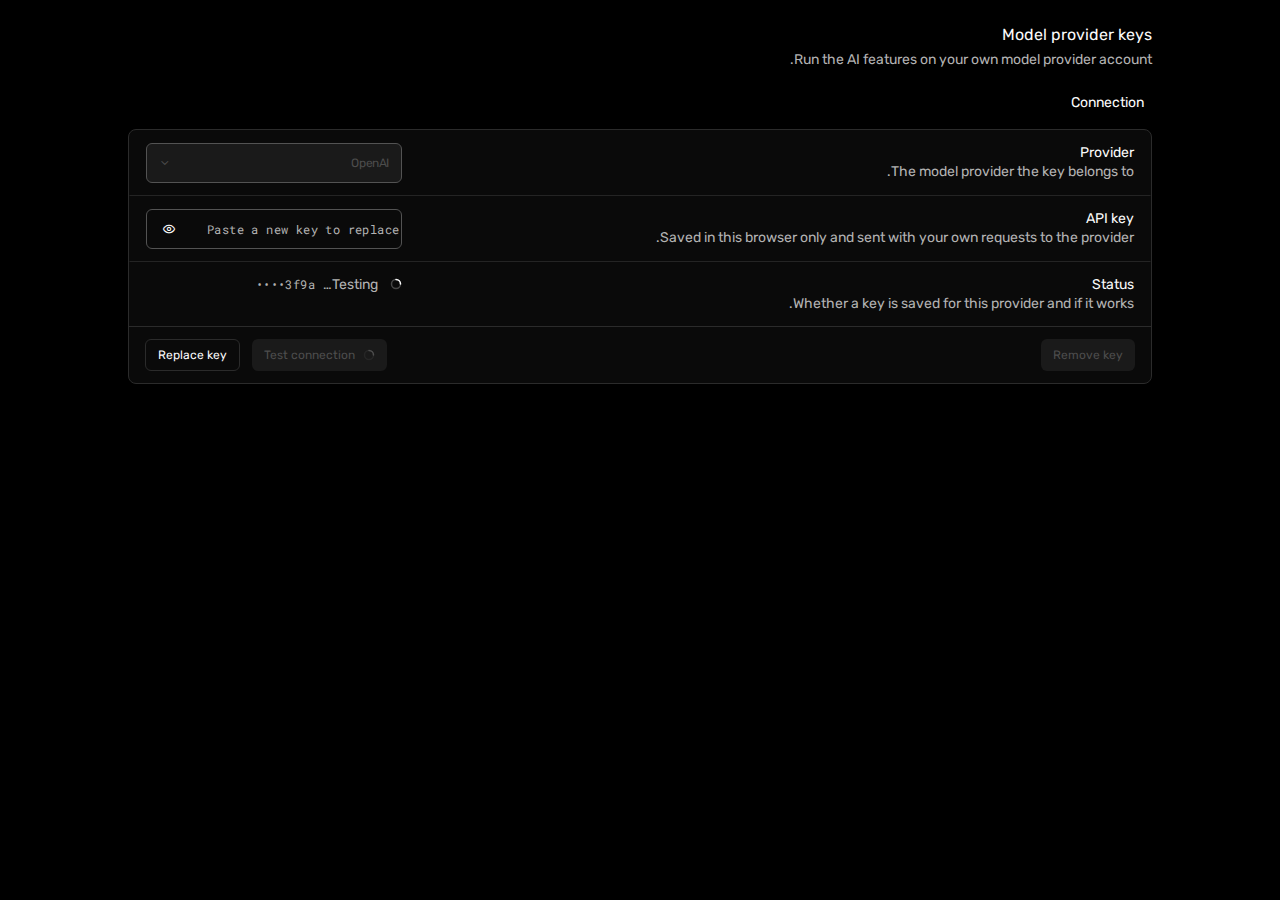 Model provider keys
.Run the AI features on your own model provider account
Connection
Provider
.The model provider the key belongs to
OpenAI
API key
.Saved in this browser only and sent with your own requests to the provider
Paste a new key to replace
Status
.Whether a key is saved for this provider and if it works
••••3f9a …Testing
Remove key
Test connection
Replace key